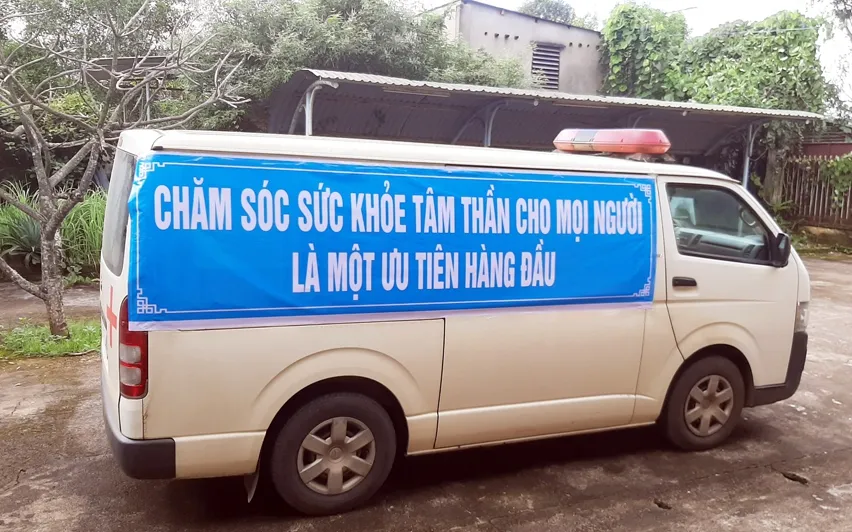 CHĂM SÓC SỨC KHỎE TÂM THẦN CHO MỌI NGƯỜI
LÀ MỘT ƯU TIÊN HÀNG ĐẦU